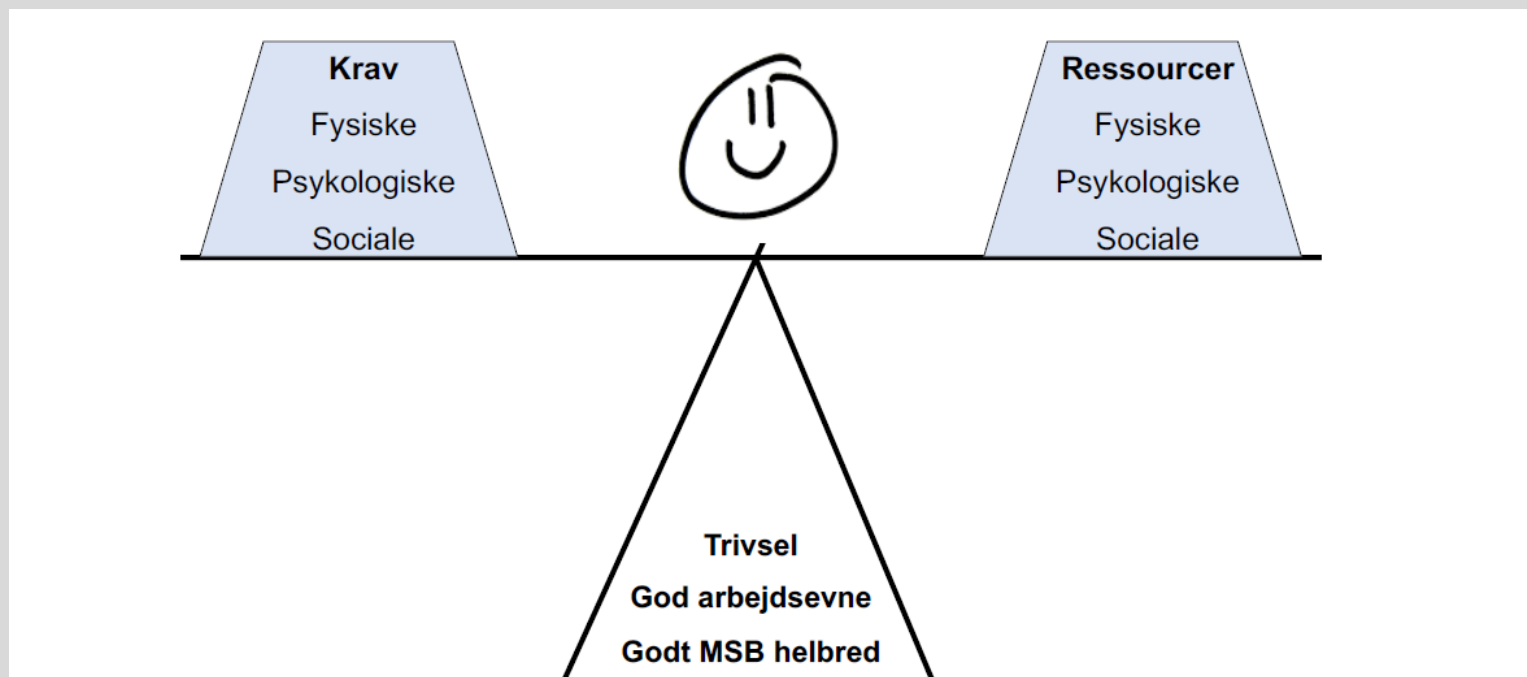 Krav
Fysiske
Psykologiske
Sociale
Ressourcer
Fysiske
Psykologiske
Sociale
Trivsel
God arbejdsevne
Godt MSB helbred